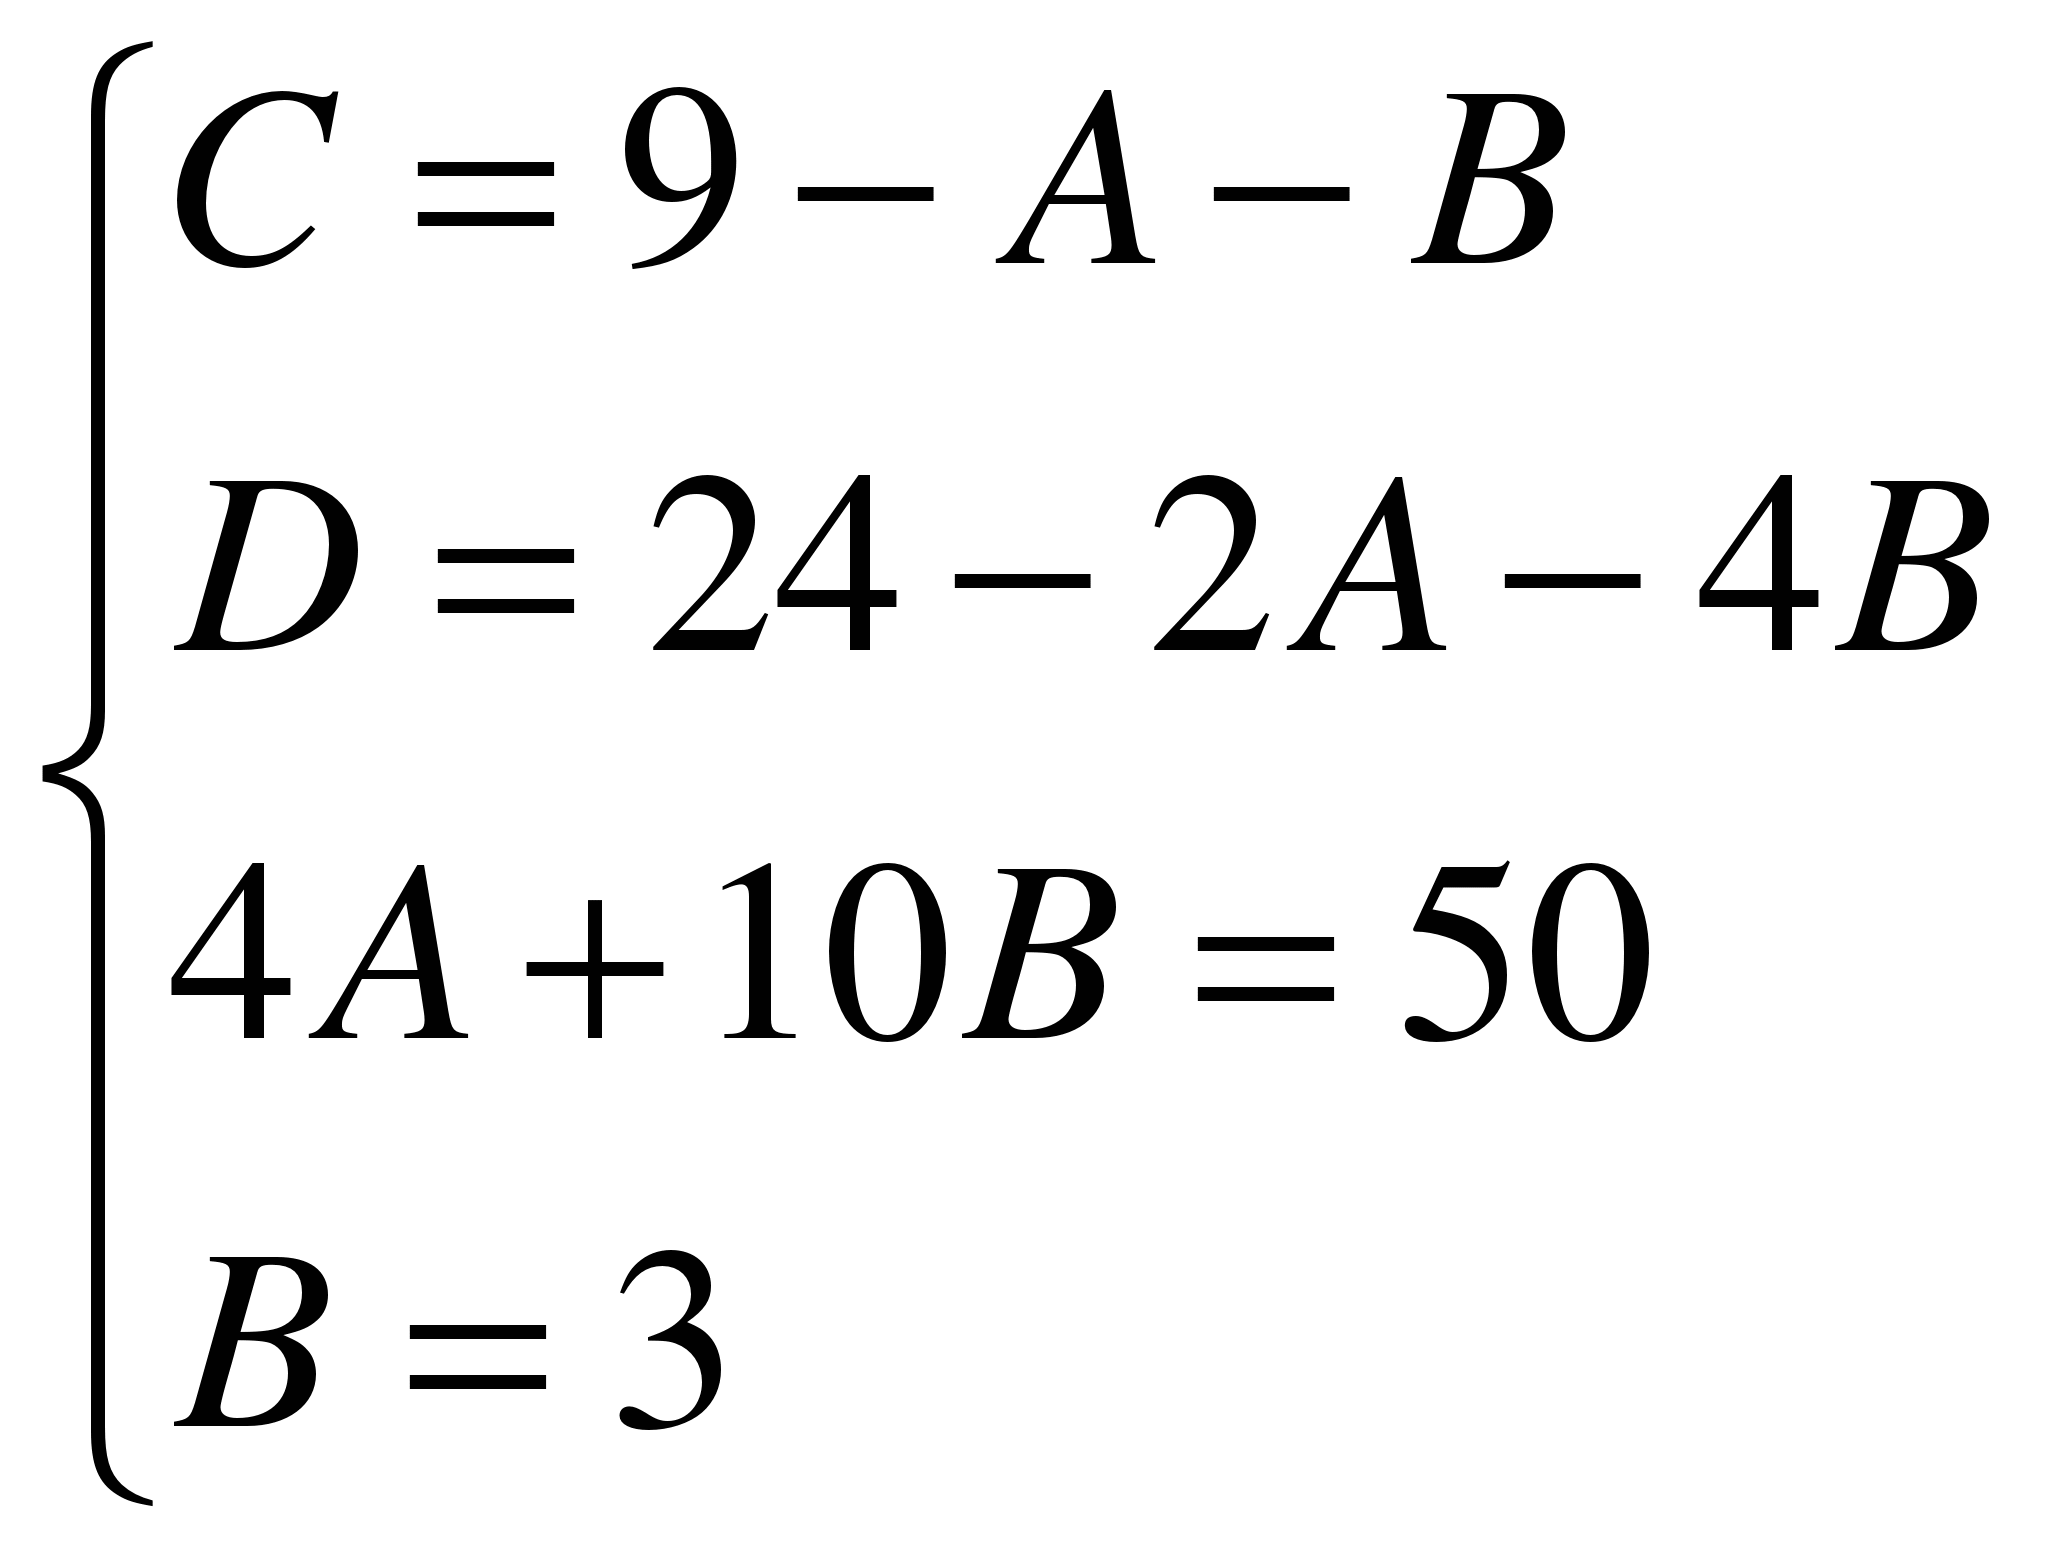 C = 9 − A − B
D = 24 − 2A − 4B
4A + 10B = 50
B = 3